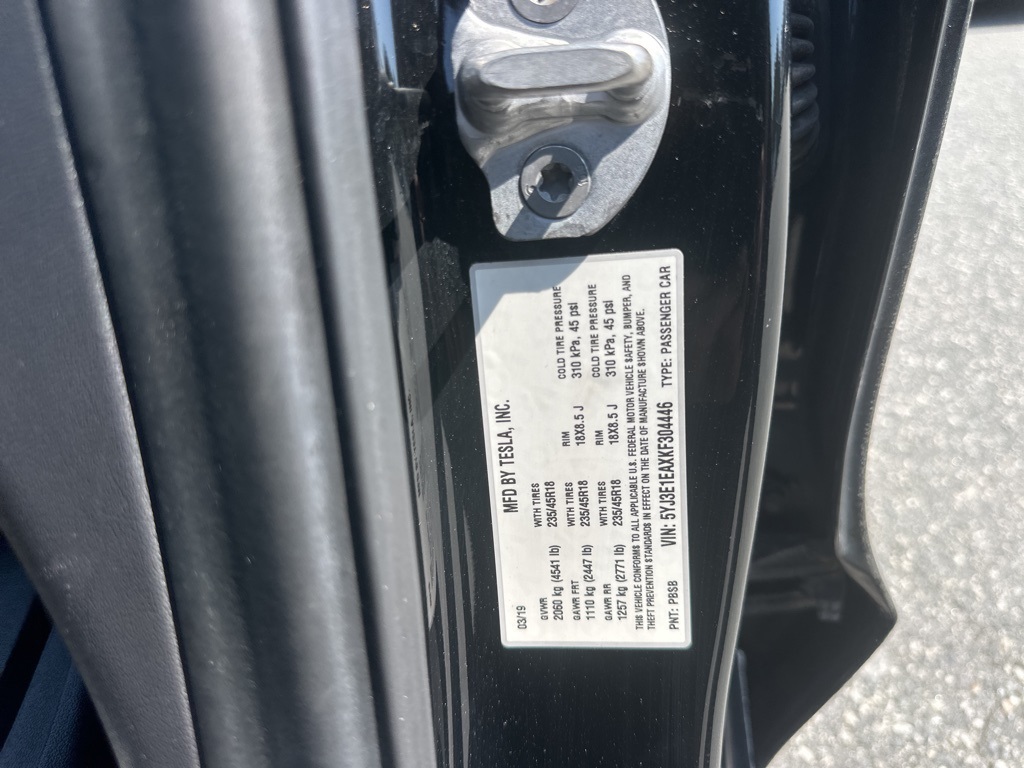 MFD BY TESLA, INC.
03/19
GVWR WITH TIRES RIM COLD TIRE PRESSURE
2060 kg (4541 lb) 235/45R18 18X8.5 J 310 kPa, 45 psi
GAWR FRT WITH TIRES RIM COLD TIRE PRESSURE
1110 kg (2447 lb) 235/45R18 18X8.5 J 310 kPa, 45 psi
GAWR RR WITH TIRES
1257 kg (2771 lb) 235/45R18
THIS VEHICLE CONFORMS TO ALL APPLICABLE U.S. FEDERAL MOTOR VEHICLE SAFETY, BUMPER, AND
THEFT PREVENTION STANDARDS IN EFFECT ON THE DATE OF MANUFACTURE SHOWN ABOVE.
PNT: PBSB VIN: 5YJ3E1EAXKF304446 TYPE: PASSENGER CAR